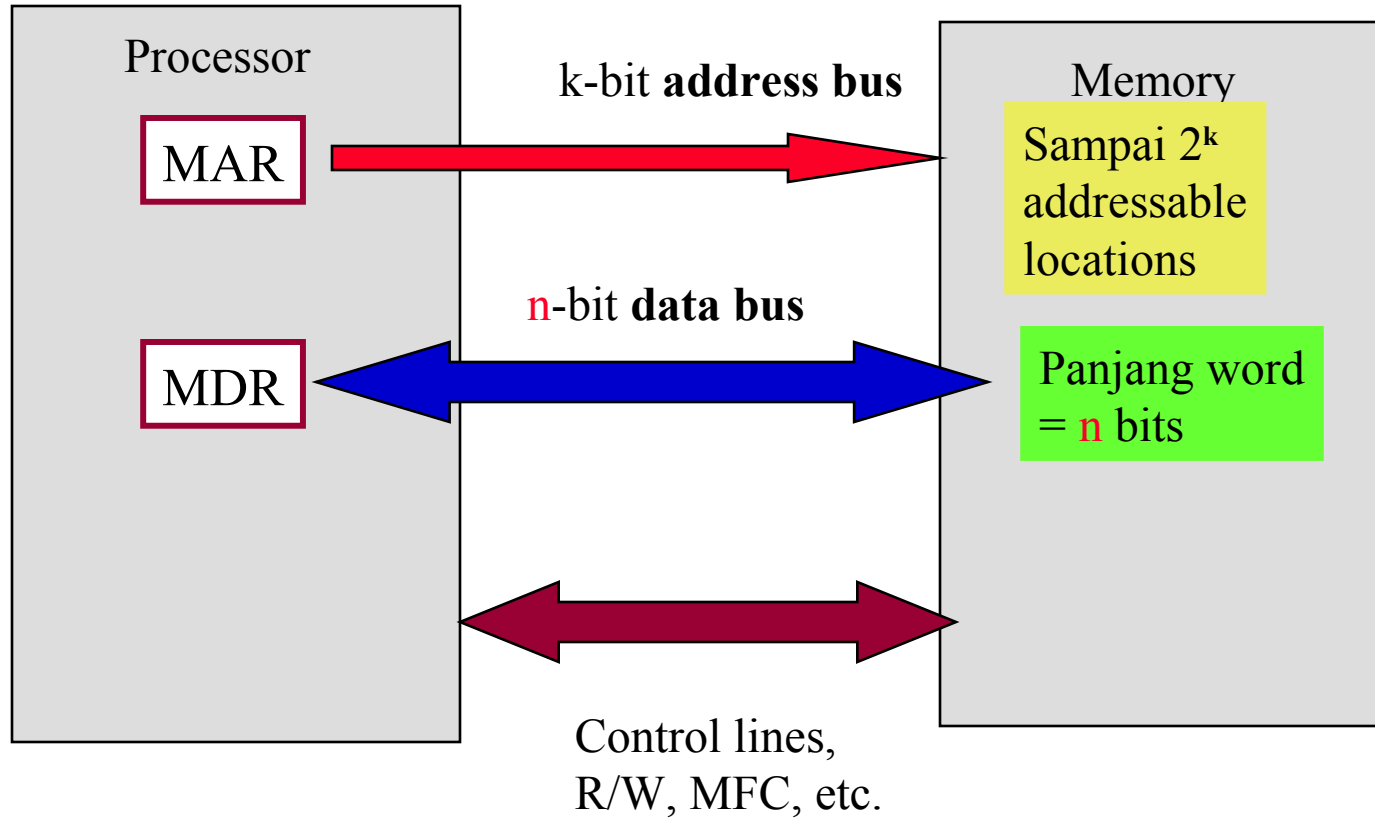 Processor
k-bit address bus
Memory
MAR
Sampai 2ᵏ
addressable
locations
n-bit data bus
MDR
Panjang word
= n bits
Control lines,
R/W, MFC, etc.